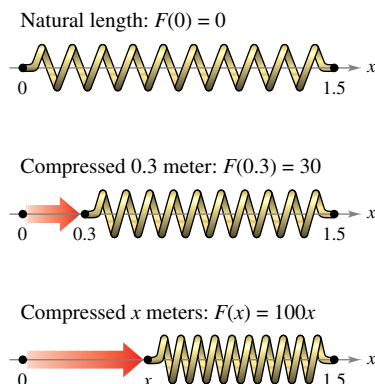 Natural length: F(0) = 0
x
0 1.5
Compressed 0.3 meter: F(0.3) = 30
x
0 0.3 1.5
Compressed x meters: F(x) = 100x
x
0 x 1.5